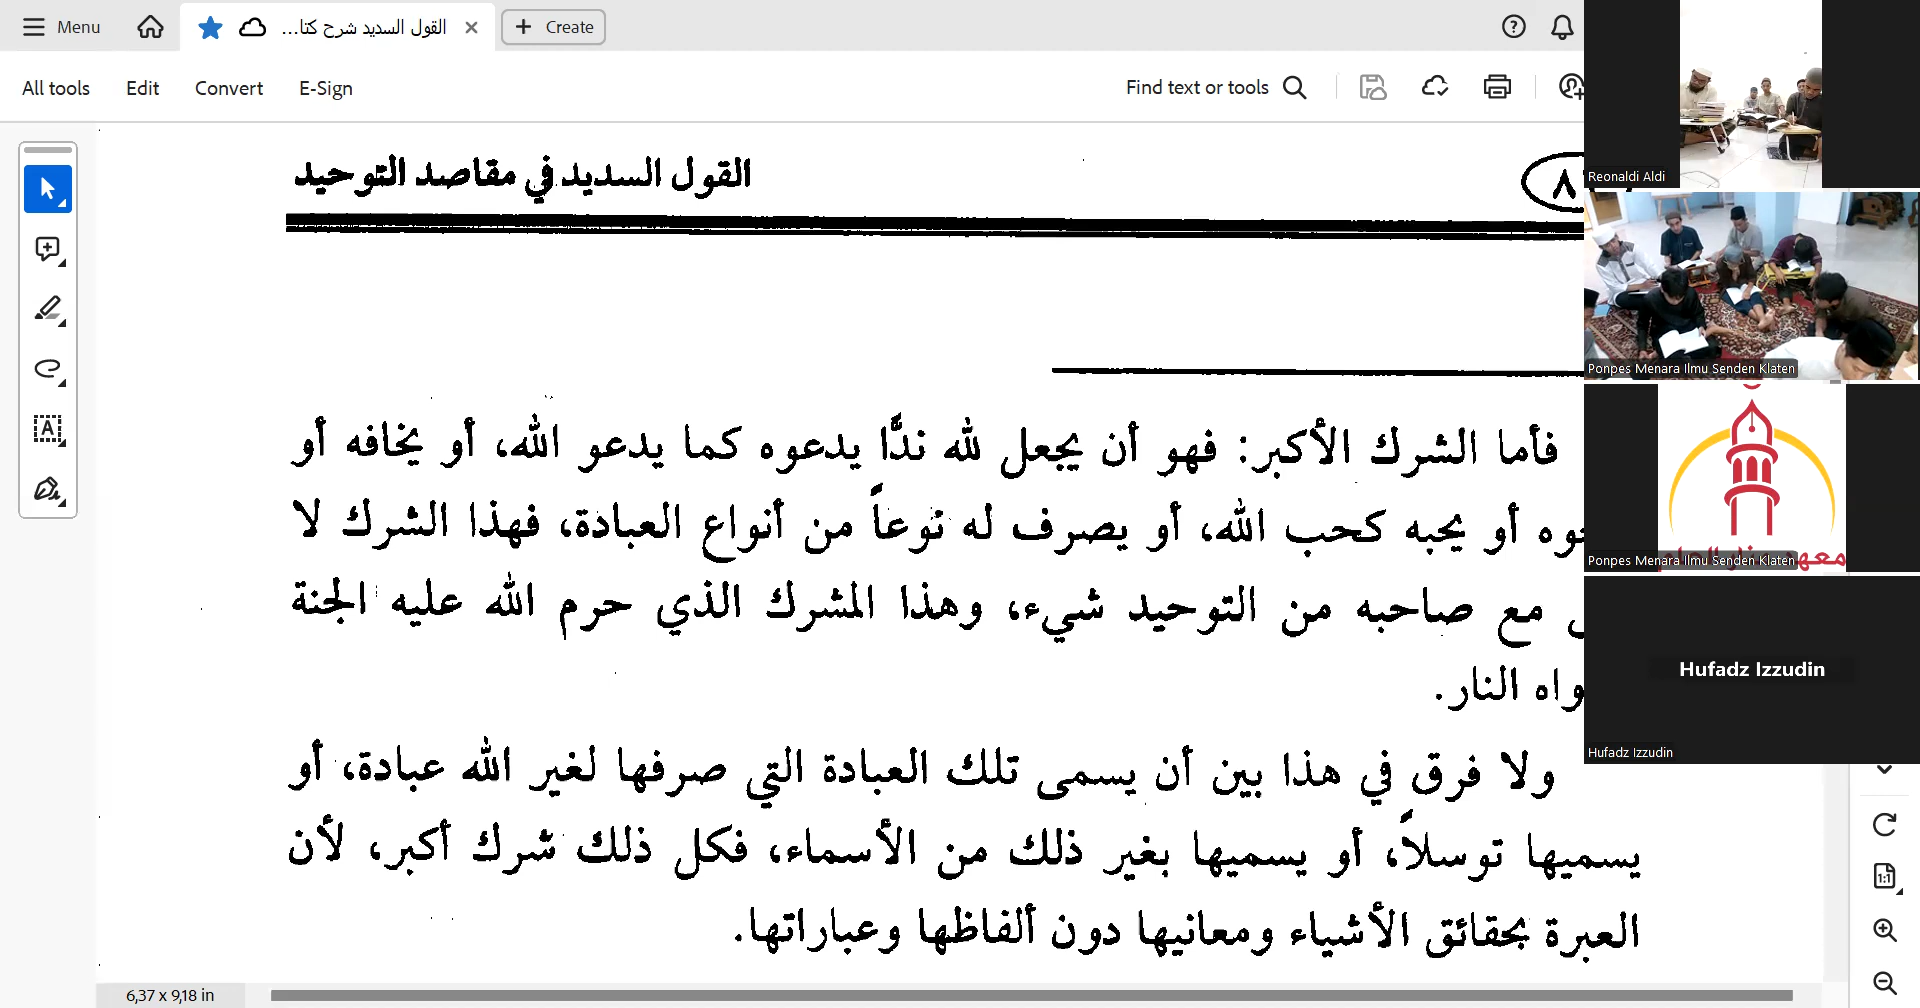 Menu
القول السديد شرح كتا...
Create
All tools
Edit
Convert
E-Sign
Find text or tools
القول السديد في مقاصد التوحيد
٨
فأما الشرك الأكبر: فهو أن يجعل لله ندًّا يدعوه كما يدعو الله، أو يخافه أو
أو يحبه كحب الله، أو يصرف له نوعاً من أنواع العبادة، فهذا الشرك لا
مع صاحبه من التوحيد شيء، وهذا المشرك الذي حرم الله عليه الجنة
النار.
ولا فرق في هذا بين أن يسمى تلك العبادة التي صرفها لغير الله عبادة، أو
يسميها توسلاً، أو يسميها بغير ذلك من الأسماء، فكل ذلك شرك أكبر، لأن
العبرة بحقائق الأشياء ومعانيها دون ألفاظها وعباراتها.
6,37 x 9,18 in
Reonaldi Aldi
Ponpes Menara Ilmu Senden Klaten
Ponpes Menara Ilmu Senden Klaten
Hufadz Izzudin
Hufadz Izzudin